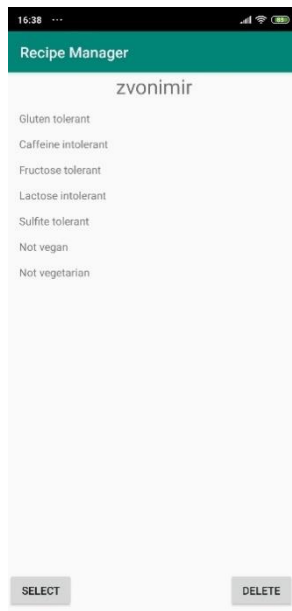 16:38 ...
Recipe Manager
zvonimir
Gluten tolerant
Caffeine intolerant
Fructose tolerant
Lactose intolerant
Sulfite tolerant
Not vegan
Not vegetarian
SELECT DELETE